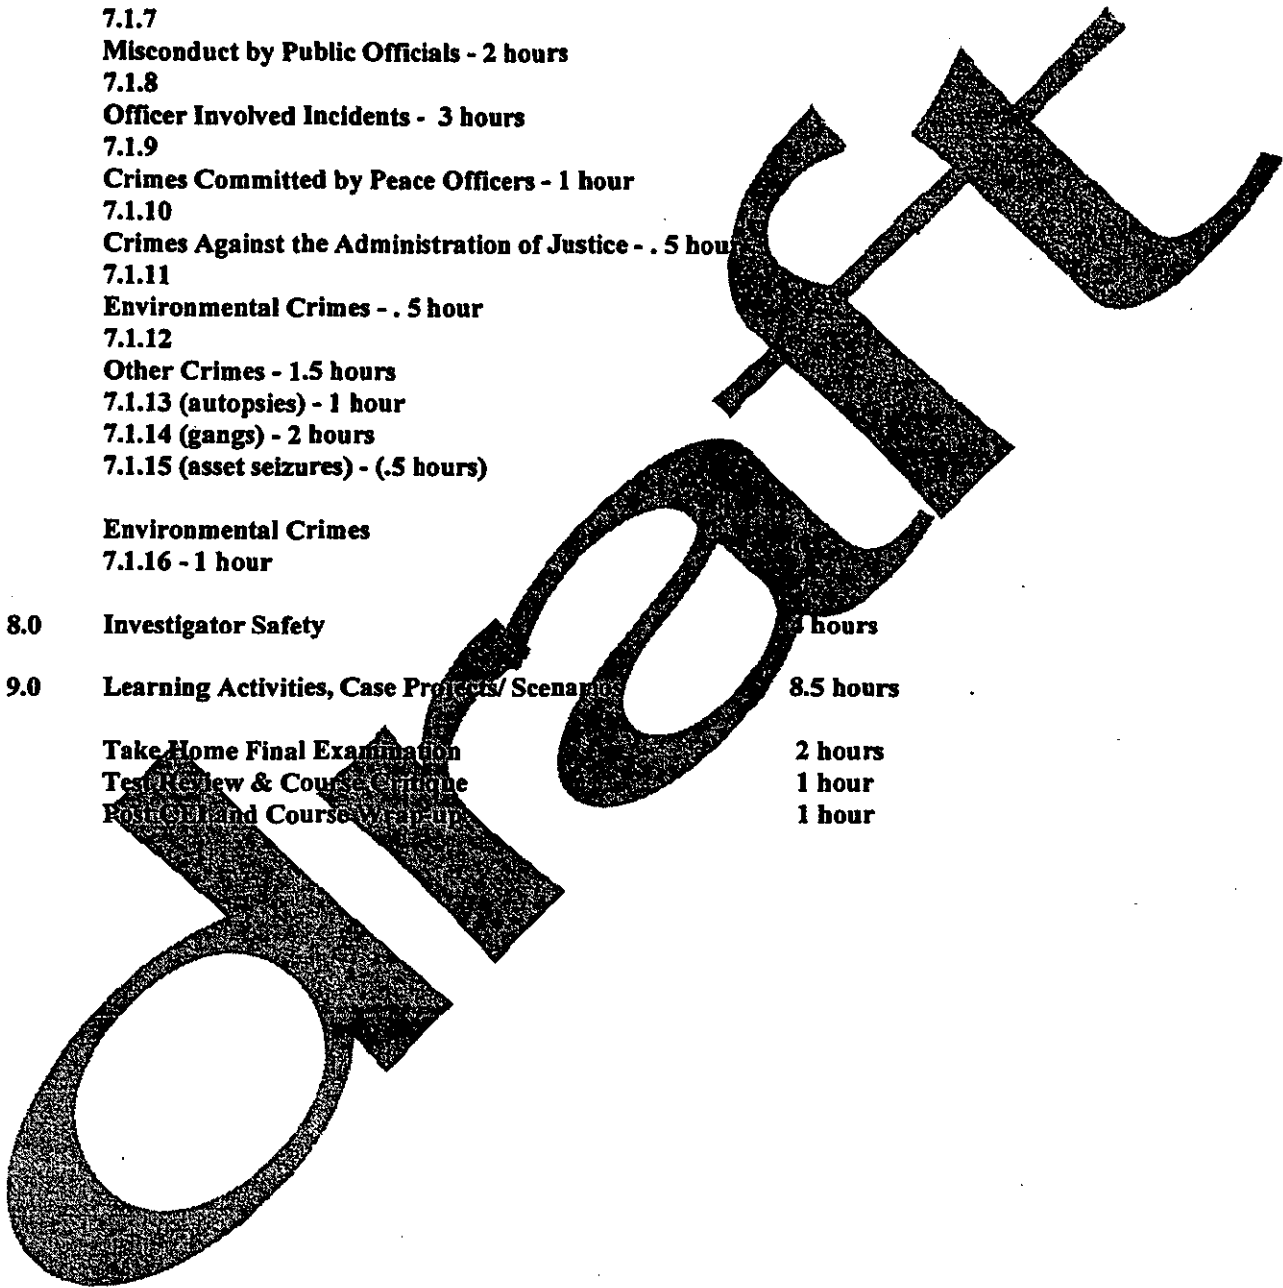 7.1.7
Misconduct by Public Officials - 2 hours
7.1.8
Officer Involved Incidents - 3 hours
7.1.9
Crimes Committed by Peace Officers - 1 hour
7.1.10
Crimes Against the Administration of Justice - . 5 hour
7.1.11
Environmental Crimes - . 5 hour
7.1.12
Other Crimes - 1.5 hours
7.1.13 (autopsies) - 1 hour
7.1.14 (gangs) - 2 hours
7.1.15 (asset seizures) - (.5 hours)
Environmental Crimes
7.1.16 - 1 hour
8.0 Investigator Safety hours
9.0 Learning Activities, Case Projects/ Scenarios 8.5 hours
Take Home Final Examination 2 hours
Test Review & Course Critique 1 hour
Post and Course Wrap-up 1 hour
draft